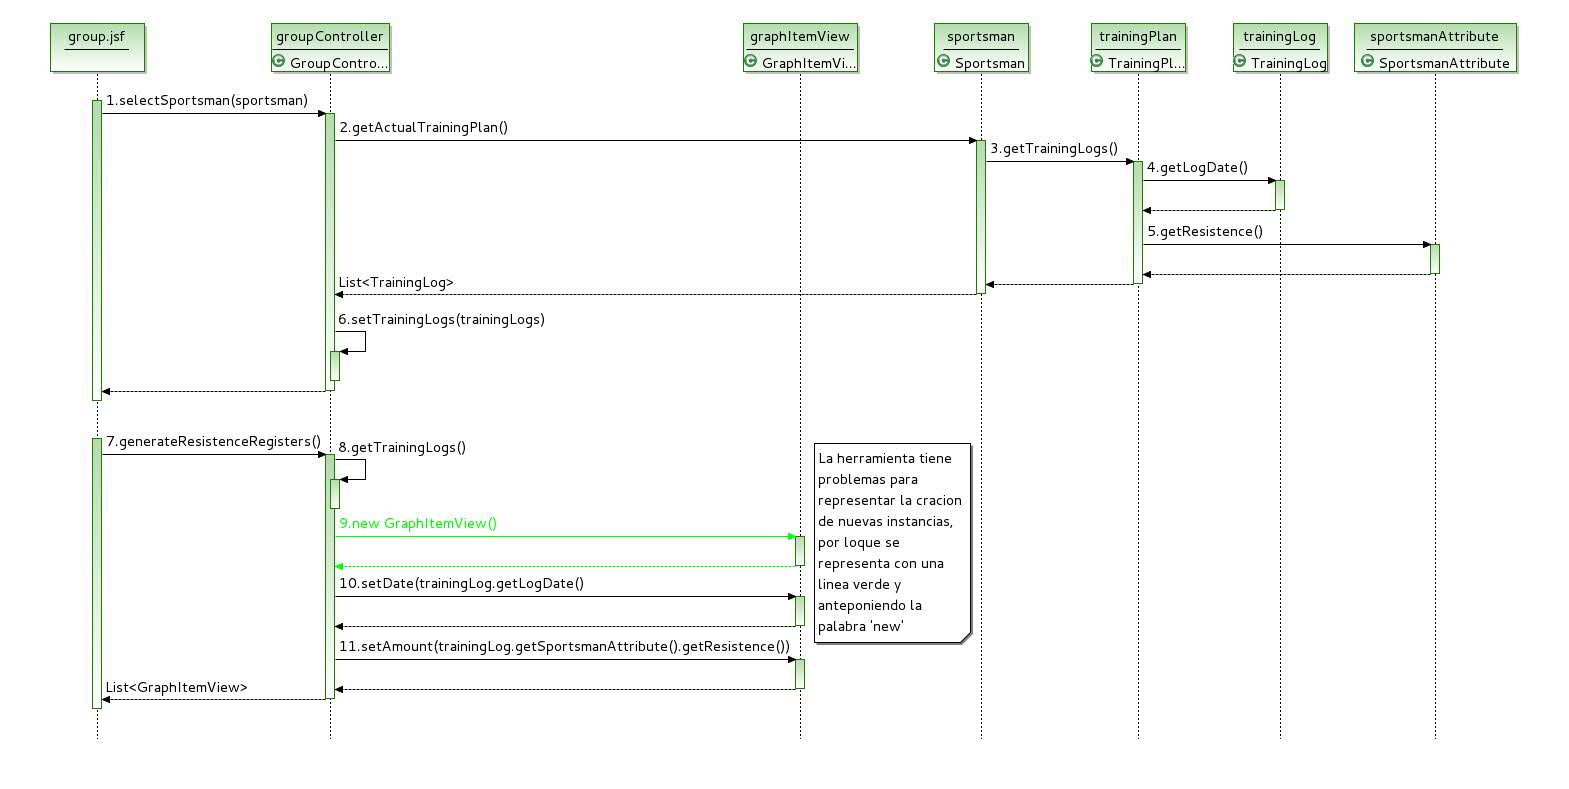 group.jsf
groupController
GroupContro...
graphItemView
GraphItemVi...
sportsman
Sportsman
trainingPlan
TrainingPl...
trainingLog
TrainingLog
sportsmanAttribute
SportsmanAttribute
1.selectSportsman(sportsman)
2.getActualTrainingPlan()
3.getTrainingLogs()
4.getLogDate()
5.getResistence()
List<TrainingLog>
6.setTrainingLogs(trainingLogs)
7.generateResistenceRegisters()
8.getTrainingLogs()
9.new GraphItemView()
10.setDate(trainingLog.getLogDate()
11.setAmount(trainingLog.getSportsmanAttribute().getResistence())
List<GraphItemView>
La herramienta tiene
problemas para
representar la cracion
de nuevas instancias,
por loque se
representa con una
linea verde y
anteponiendo la
palabra 'new'